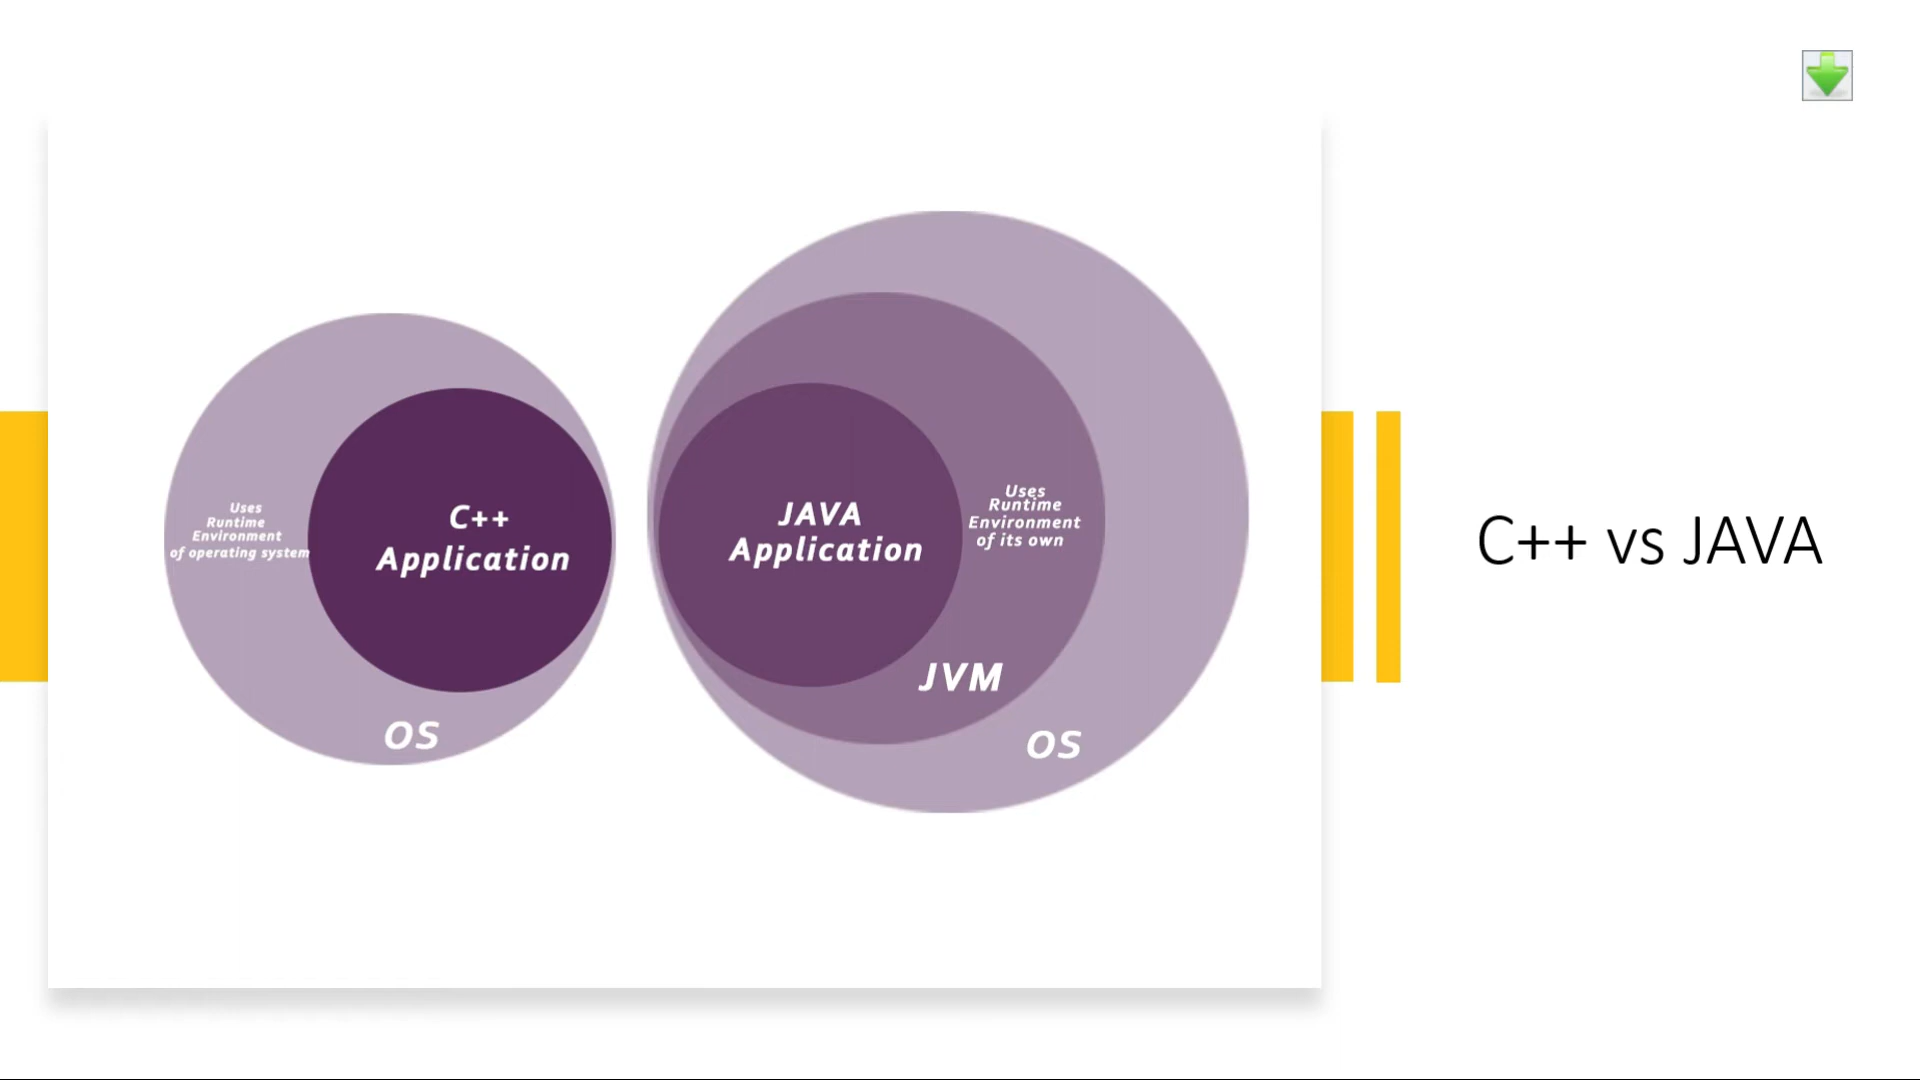 Uses
Runtime
Environment
of operating system
C++
Application
OS
JAVA
Application
Uses
Runtime
Environment
of its own
JVM
OS
C++ vs JAVA